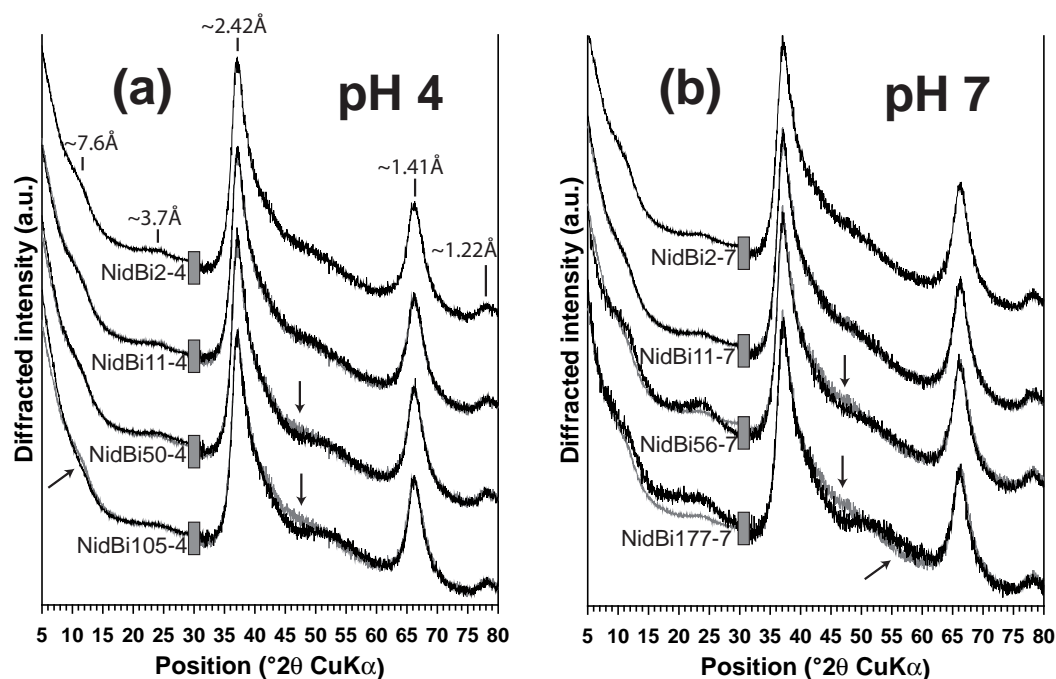 ~2.42Å
(a)
pH 4
~7.6Å
~1.41Å
~3.7Å
~1.22Å
NidBi2-4
NidBi11-4
NidBi50-4
NidBi105-4
Diffracted intensity (a.u.)
5 10 15 20 25 30 35 40 45 50 55 60 65 70 75 80
Position (°2θ CuKα)
(b)
pH 7
NidBi2-7
NidBi11-7
NidBi56-7
NidBi177-7
Diffracted intensity (a.u.)
5 10 15 20 25 30 35 40 45 50 55 60 65 70 75 80
Position (°2θ CuKα)